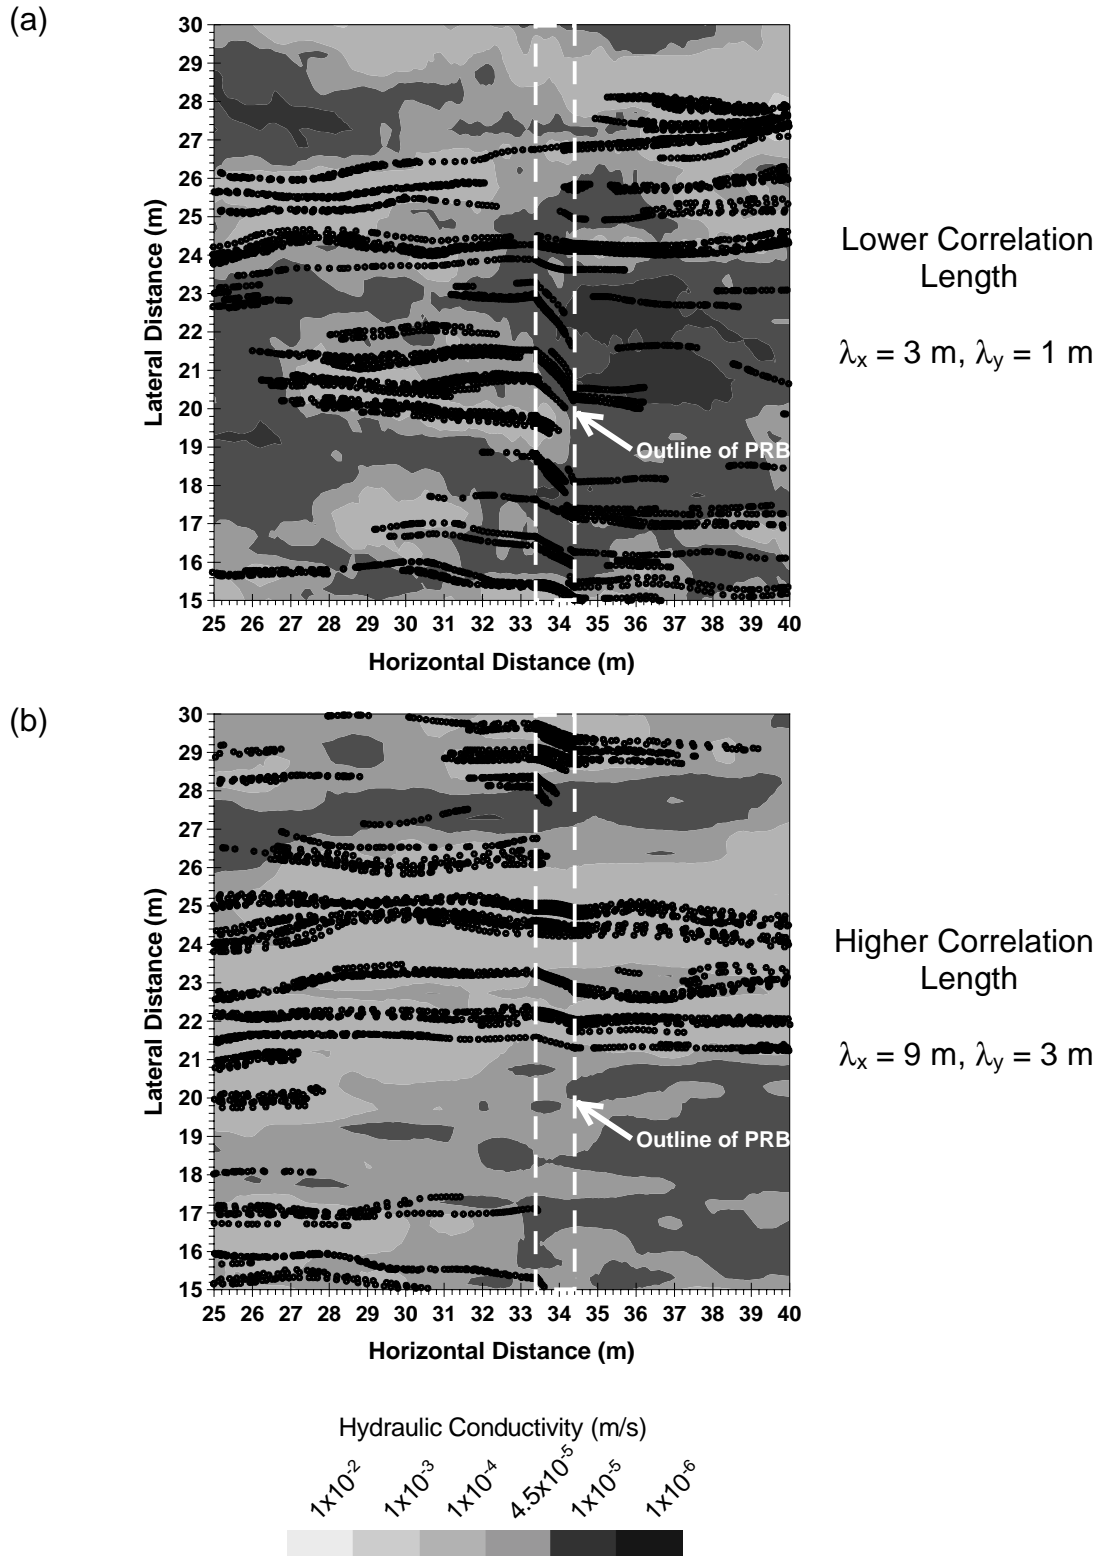 (a)
30
29
28
27
26
25
24
23
22
21
20
19
18
17
16
15
Lateral Distance (m)
Outline of PRB
25 26 27 28 29 30 31 32 33 34 35 36 37 38 39 40
Horizontal Distance (m)
Lower Correlation
Length
λx = 3 m, λy = 1 m
(b)
30
29
28
27
26
25
24
23
22
21
20
19
18
17
16
15
Lateral Distance (m)
Outline of PRB
25 26 27 28 29 30 31 32 33 34 35 36 37 38 39 40
Horizontal Distance (m)
Higher Correlation
Length
λx = 9 m, λy = 3 m
Hydraulic Conductivity (m/s)
1x10⁻² 1x10⁻³ 1x10⁻⁴ 4.5x10⁻⁵ 1x10⁻⁵ 1x10⁻⁶